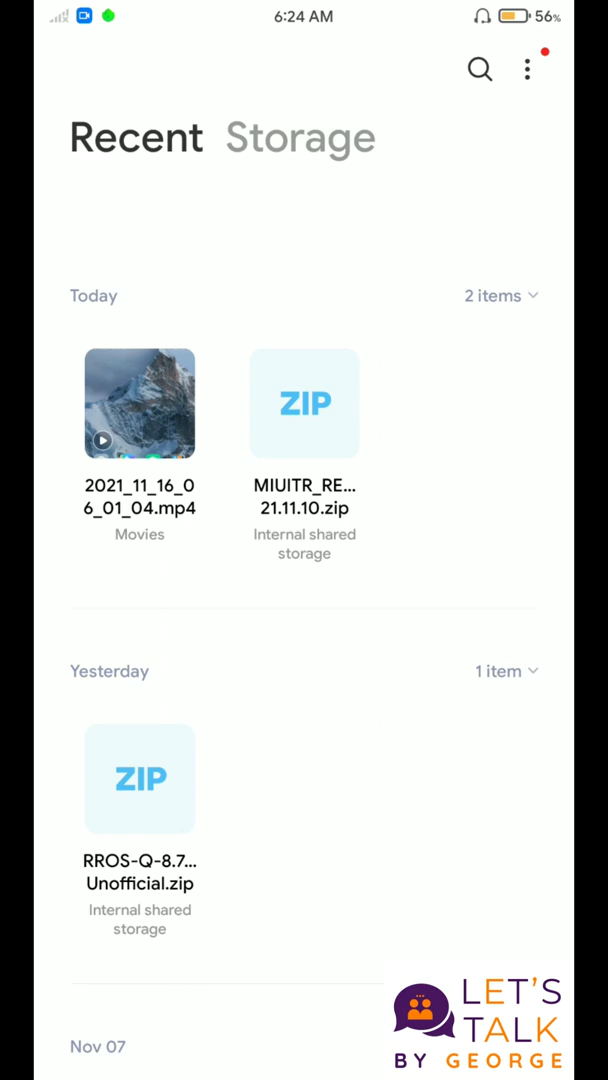 6:24 AM
56%
Recent Storage
Today
2 items
2021_11_16_0
6_01_04.mp4
Movies
ZIP
MIUITR_RE...
21.11.10.zip
Internal shared
storage
Yesterday
1 item
ZIP
RROS-Q-8.7...
Unofficial.zip
Internal shared
storage
Nov 07
LET'S
TALK
BY GEORGE